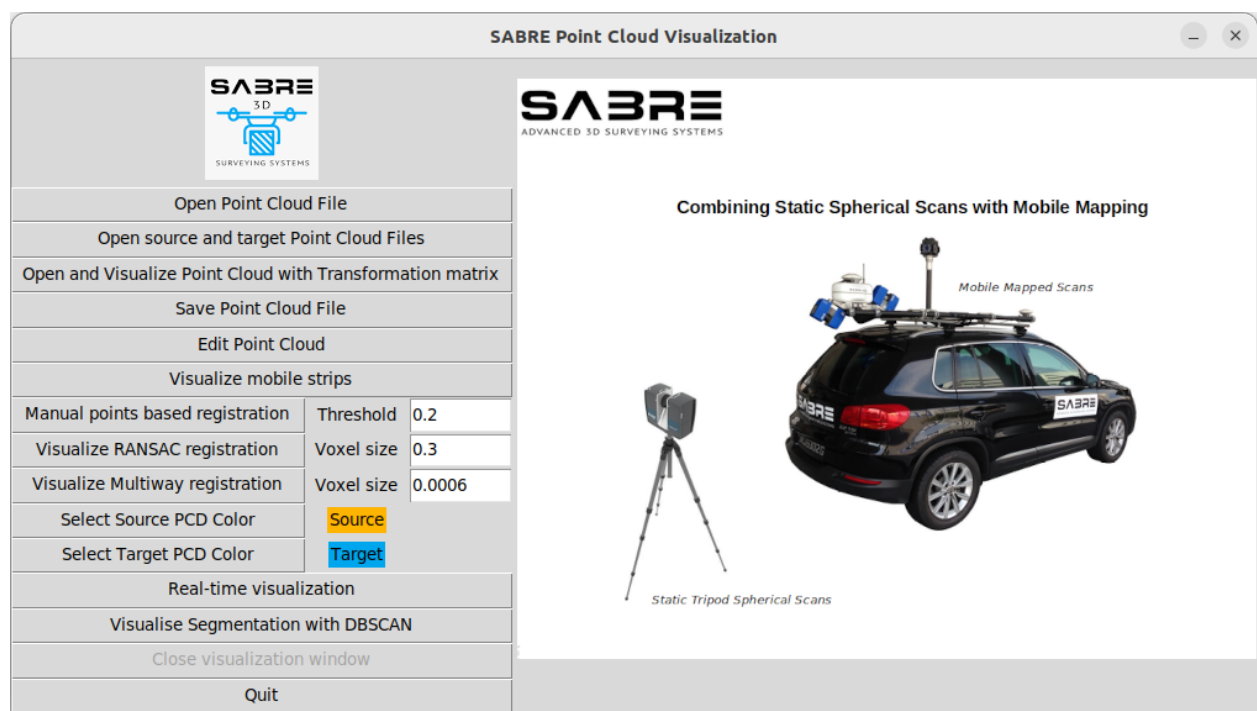 SABRE Point Cloud Visualization
SABRE
3D
SURVEYING SYSTEMS
Open Point Cloud File
Open source and target Point Cloud Files
Open and Visualize Point Cloud with Transformation matrix
Save Point Cloud File
Edit Point Cloud
Visualize mobile strips
Manual points based registration Threshold 0.2
Visualize RANSAC registration Voxel size 0.3
Visualize Multiway registration Voxel size 0.0006
Select Source PCD Color Source
Select Target PCD Color Target
Real-time visualization
Visualise Segmentation with DBSCAN
Close visualization window
Quit
SABRE
ADVANCED 3D SURVEYING SYSTEMS
Combining Static Spherical Scans with Mobile Mapping
Mobile Mapped Scans
SABRE
SABRE
Static Tripod Spherical Scans